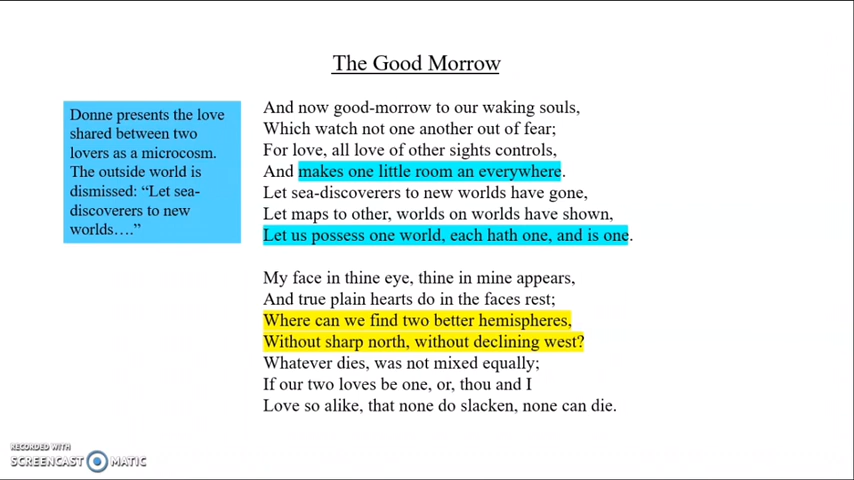 The Good Morrow
Donne presents the love
shared between two
lovers as a microcosm.
The outside world is
dismissed: “Let sea-
discoverers to new
worlds….”
And now good-morrow to our waking souls,
Which watch not one another out of fear;
For love, all love of other sights controls,
And makes one little room an everywhere.
Let sea-discoverers to new worlds have gone,
Let maps to other, worlds on worlds have shown,
Let us possess one world, each hath one, and is one.
My face in thine eye, thine in mine appears,
And true plain hearts do in the faces rest;
Where can we find two better hemispheres,
Without sharp north, without declining west?
Whatever dies, was not mixed equally;
If our two loves be one, or, thou and I
Love so alike, that none do slacken, none can die.
RECORDED WITH
SCREENCAST MATIC